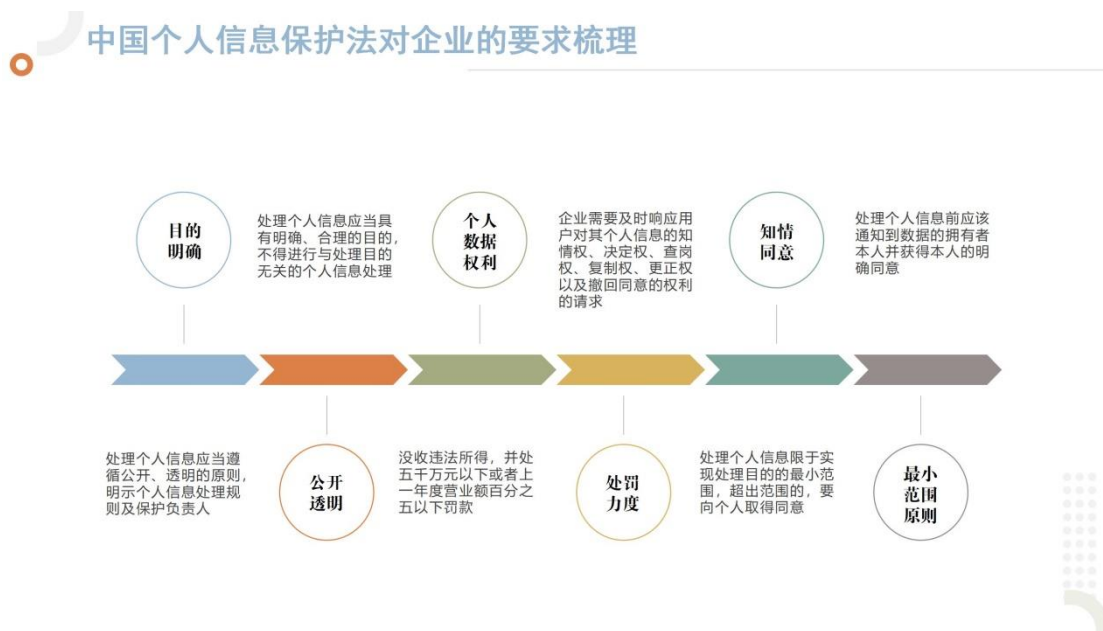 中国个人信息保护法对企业的要求梳理
目的
明确
处理个人信息应当具
有明确、合理的目的,
不得进行与处理目的
无关的个人信息处理
个人
数据
权利
企业需要及时响应用
户对其个人信息的知
情权、决定权、查岗
权、复制权、更正权
以及撤回同意的权利
的请求
知情
同意
处理个人信息前应该
通知到数据的拥有者
本人并获得本人的明
确同意
处理个人信息应当遵
循公开、透明的原则,
明示个人信息处理规
则及保护负责人
公开
透明
没收违法所得，并处
五千万元以下或者上
一年度营业额百分之
五以下罚款
处罚
力度
处理个人信息限于实
现处理目的的最小范
围，超出范围的，要
向个人取得同意
最小
范围
原则